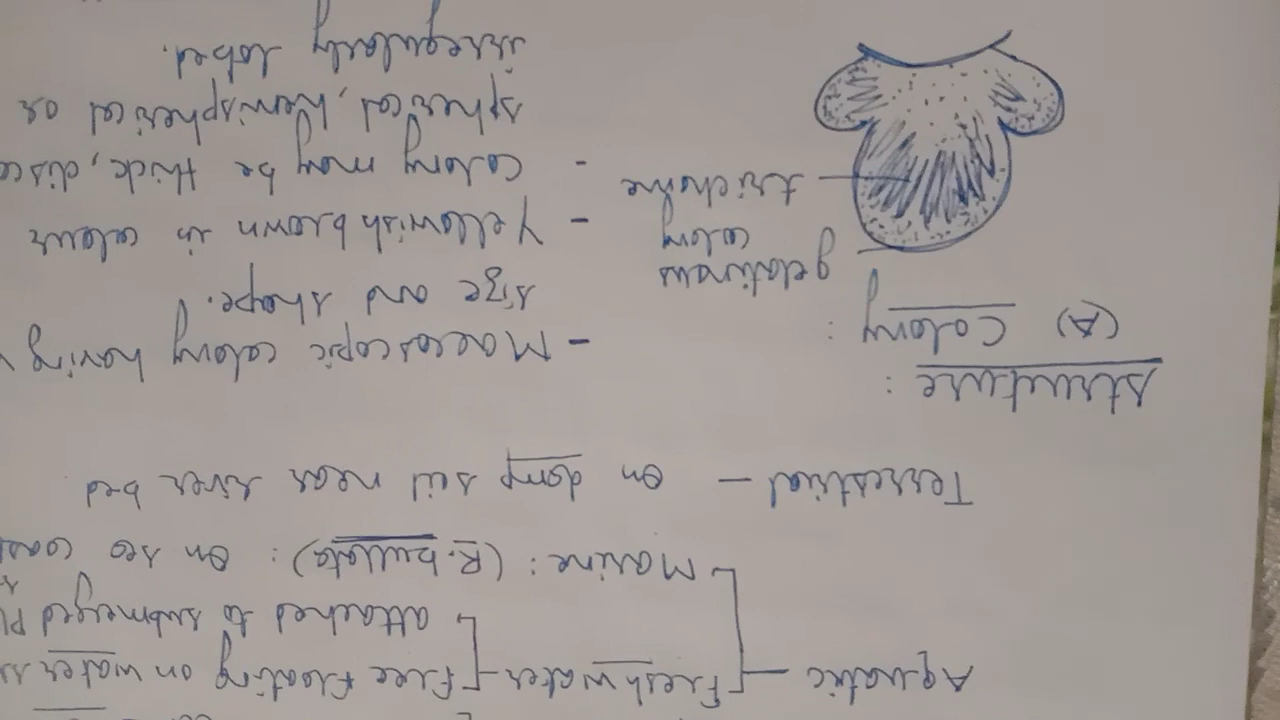 Aquatic — Fresh water — Free Floating on water
attached to submerged
Marine : (R. bullata) : on sea
Terrestrial — on damp soil near river bed
Structure :
(A) Colony :
- Macroscopic colony having
size and shape.
gelatinous
colony
- Yellowish brown in colour
trichome
- Colony may be thick,
spherical, hemispherical or
irregularly lobed.